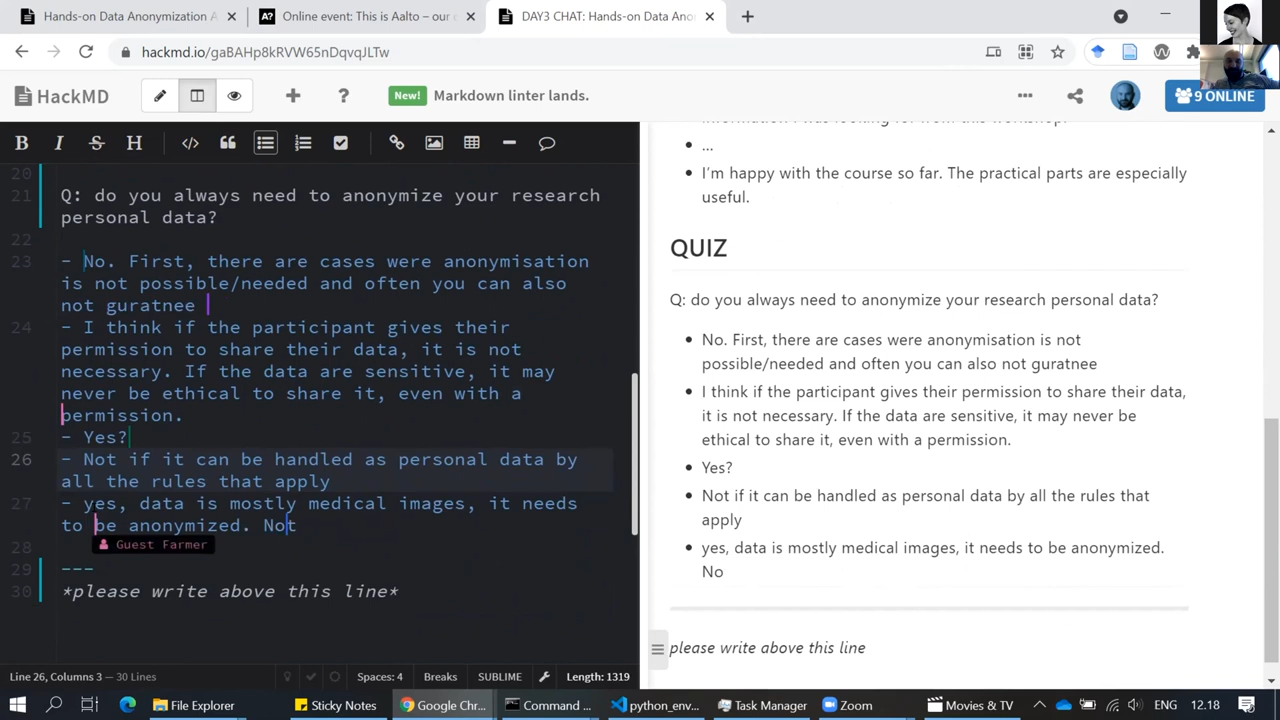 Hands-on Data Anonymization A
Online event: This is Aalto – our e
DAY3 CHAT: Hands-on Data Ano
hackmd.io/gaBAHp8kRVW65nDqvqJLTw
HackMD
New! Markdown linter lands.
9 ONLINE
20
21 Q: do you always need to anonymize your research
personal data?
22
23 - No. First, there are cases were anonymisation
is not possible/needed and often you can also
not guratnee
24 - I think if the participant gives their
permission to share their data, it is not
necessary. If the data are sensitive, it may
never be ethical to share it, even with a
permission.
25 - Yes?
26 - Not if it can be handled as personal data by
all the rules that apply
27 - yes, data is mostly medical images, it needs
to be anonymized. Not
Guest Farmer
28
29 ---
30 *please write above this line*
Line 26, Columns 3 — 30 Lines
Spaces: 4
Breaks
SUBLIME
Length: 1319
information I was looking for from this workshop.
...
I'm happy with the course so far. The practical parts are especially
useful.
QUIZ
Q: do you always need to anonymize your research personal data?
No. First, there are cases were anonymisation is not
possible/needed and often you can also not guratnee
I think if the participant gives their permission to share their data,
it is not necessary. If the data are sensitive, it may never be
ethical to share it, even with a permission.
Yes?
Not if it can be handled as personal data by all the rules that
apply
yes, data is mostly medical images, it needs to be anonymized.
No
please write above this line
File Explorer
Sticky Notes
Google Chr...
Command ...
python_env...
Task Manager
Zoom
Movies & TV
12.18